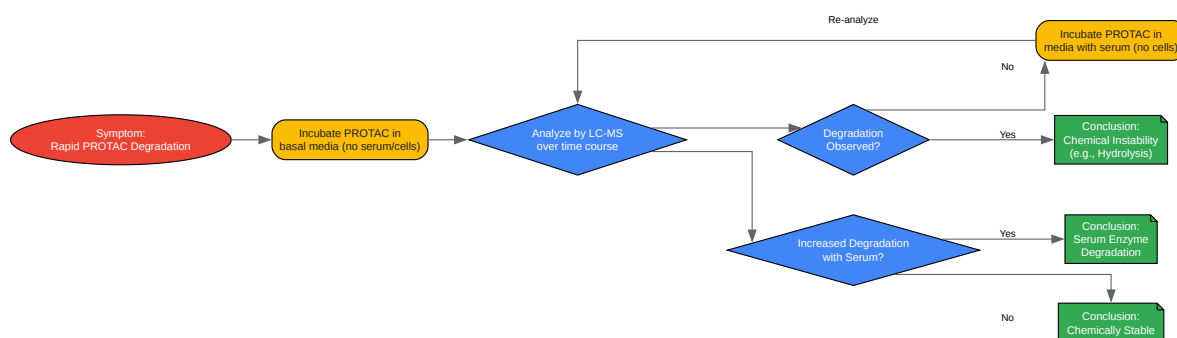 Re-analyze
Incubate PROTAC in
media with serum (no cells)
No
Symptom:
Rapid PROTAC Degradation
Incubate PROTAC in
basal media (no serum/cells)
Analyze by LC-MS
over time course
Degradation
Observed?
Yes
Conclusion:
Chemical Instability
(e.g., Hydrolysis)
Increased Degradation
with Serum?
Yes
Conclusion:
Serum Enzyme
Degradation
No
Conclusion:
Chemically Stable